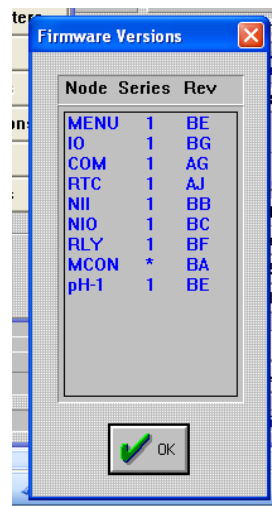 ters
Firmware Versions
Node Series Rev
MENU 1 BE
IO 1 BG
COM 1 AG
RTC 1 AJ
NII 1 BB
NIO 1 BC
RLY 1 BF
MCON * BA
pH-1 1 BE
OK